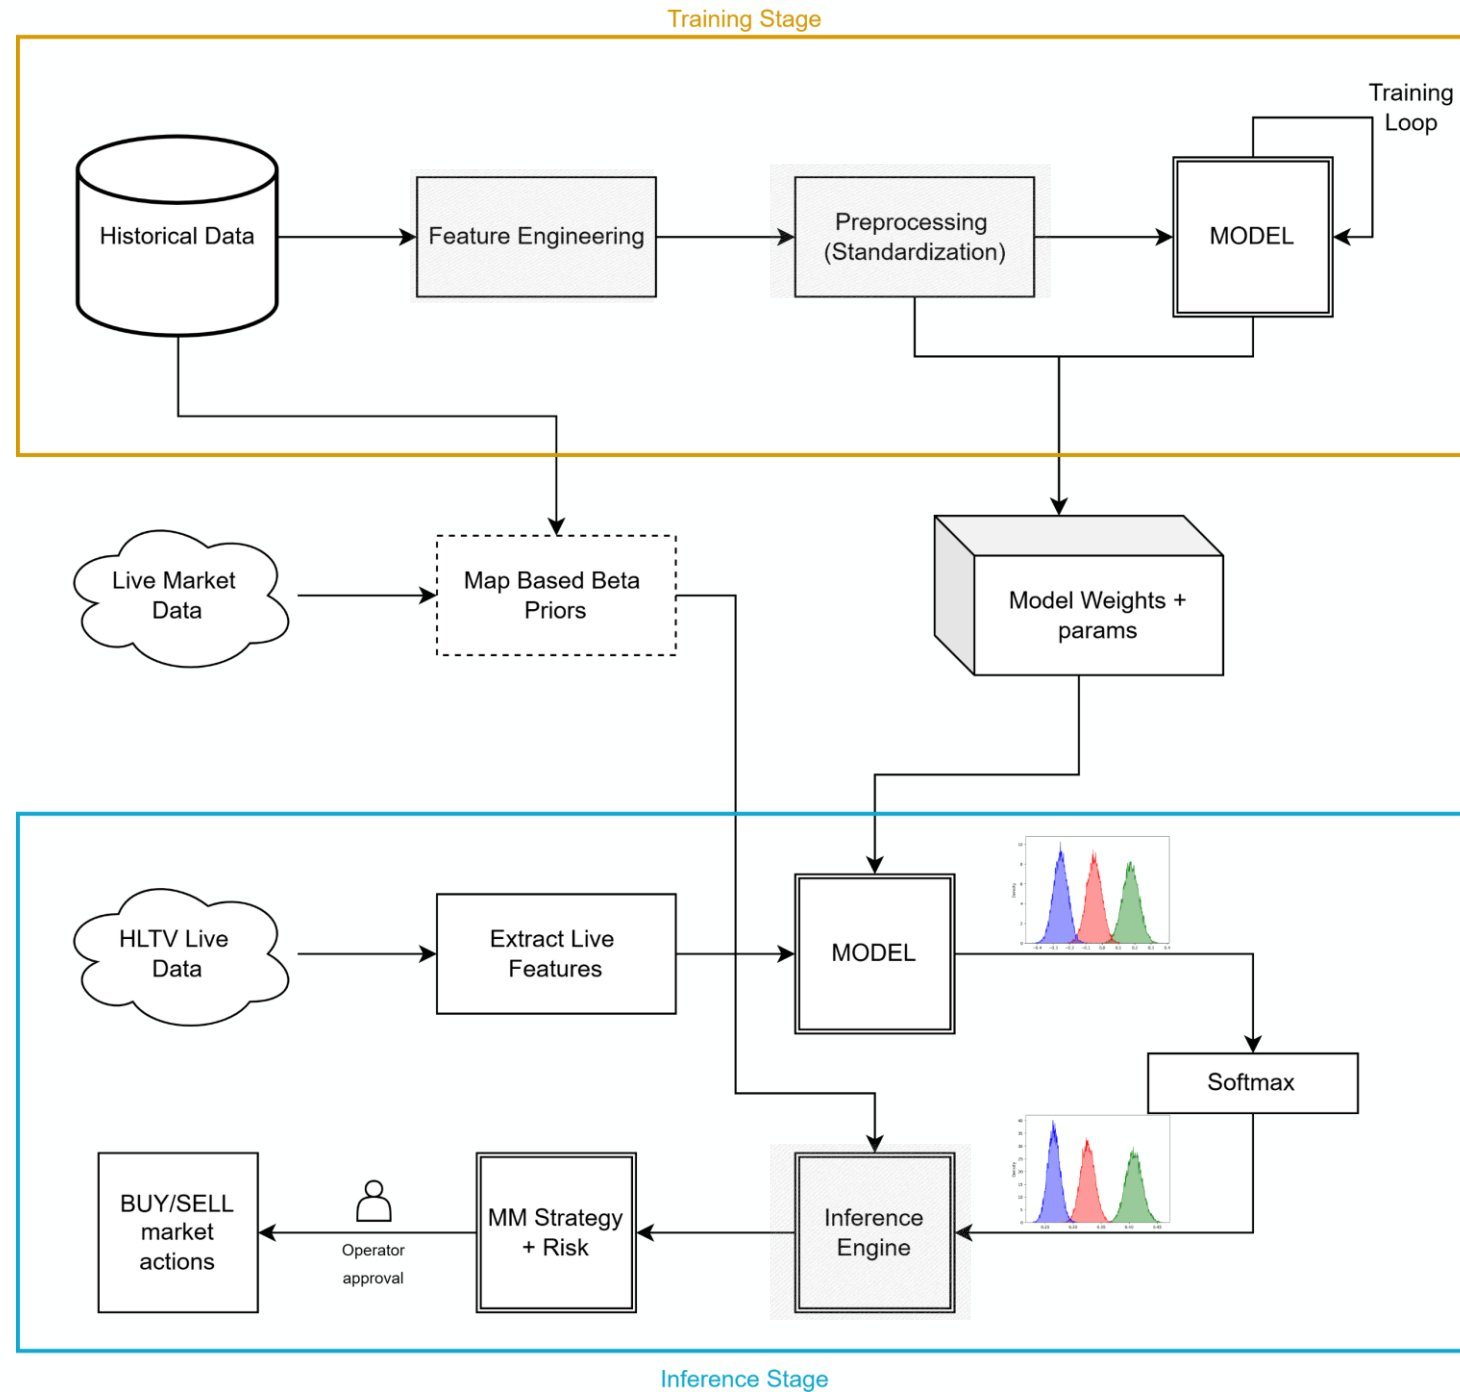 Training Stage
Training
Loop
Historical Data
Feature Engineering
Preprocessing
(Standardization)
MODEL
Live Market
Data
Map Based Beta
Priors
Model Weights +
params
HLTV Live
Data
Extract Live
Features
MODEL
Density
Softmax
Density
BUY/SELL
market
actions
Operator
approval
MM Strategy
+ Risk
Inference
Engine
Inference Stage